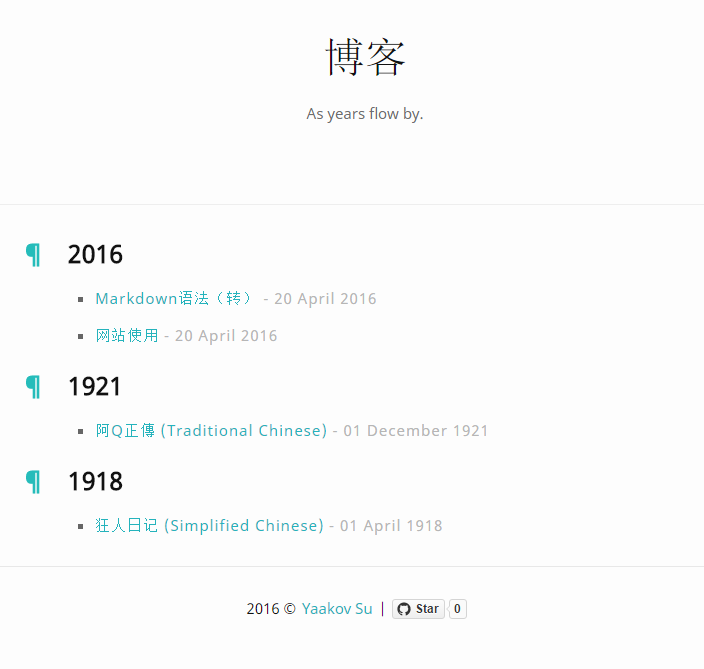 博客
As years flow by.
¶ 2016
Markdown语法（转） - 20 April 2016
网站使用 - 20 April 2016
¶ 1921
阿Q正傳 (Traditional Chinese) - 01 December 1921
¶ 1918
狂人日记 (Simplified Chinese) - 01 April 1918
2016 © Yaakov Su | Star 0